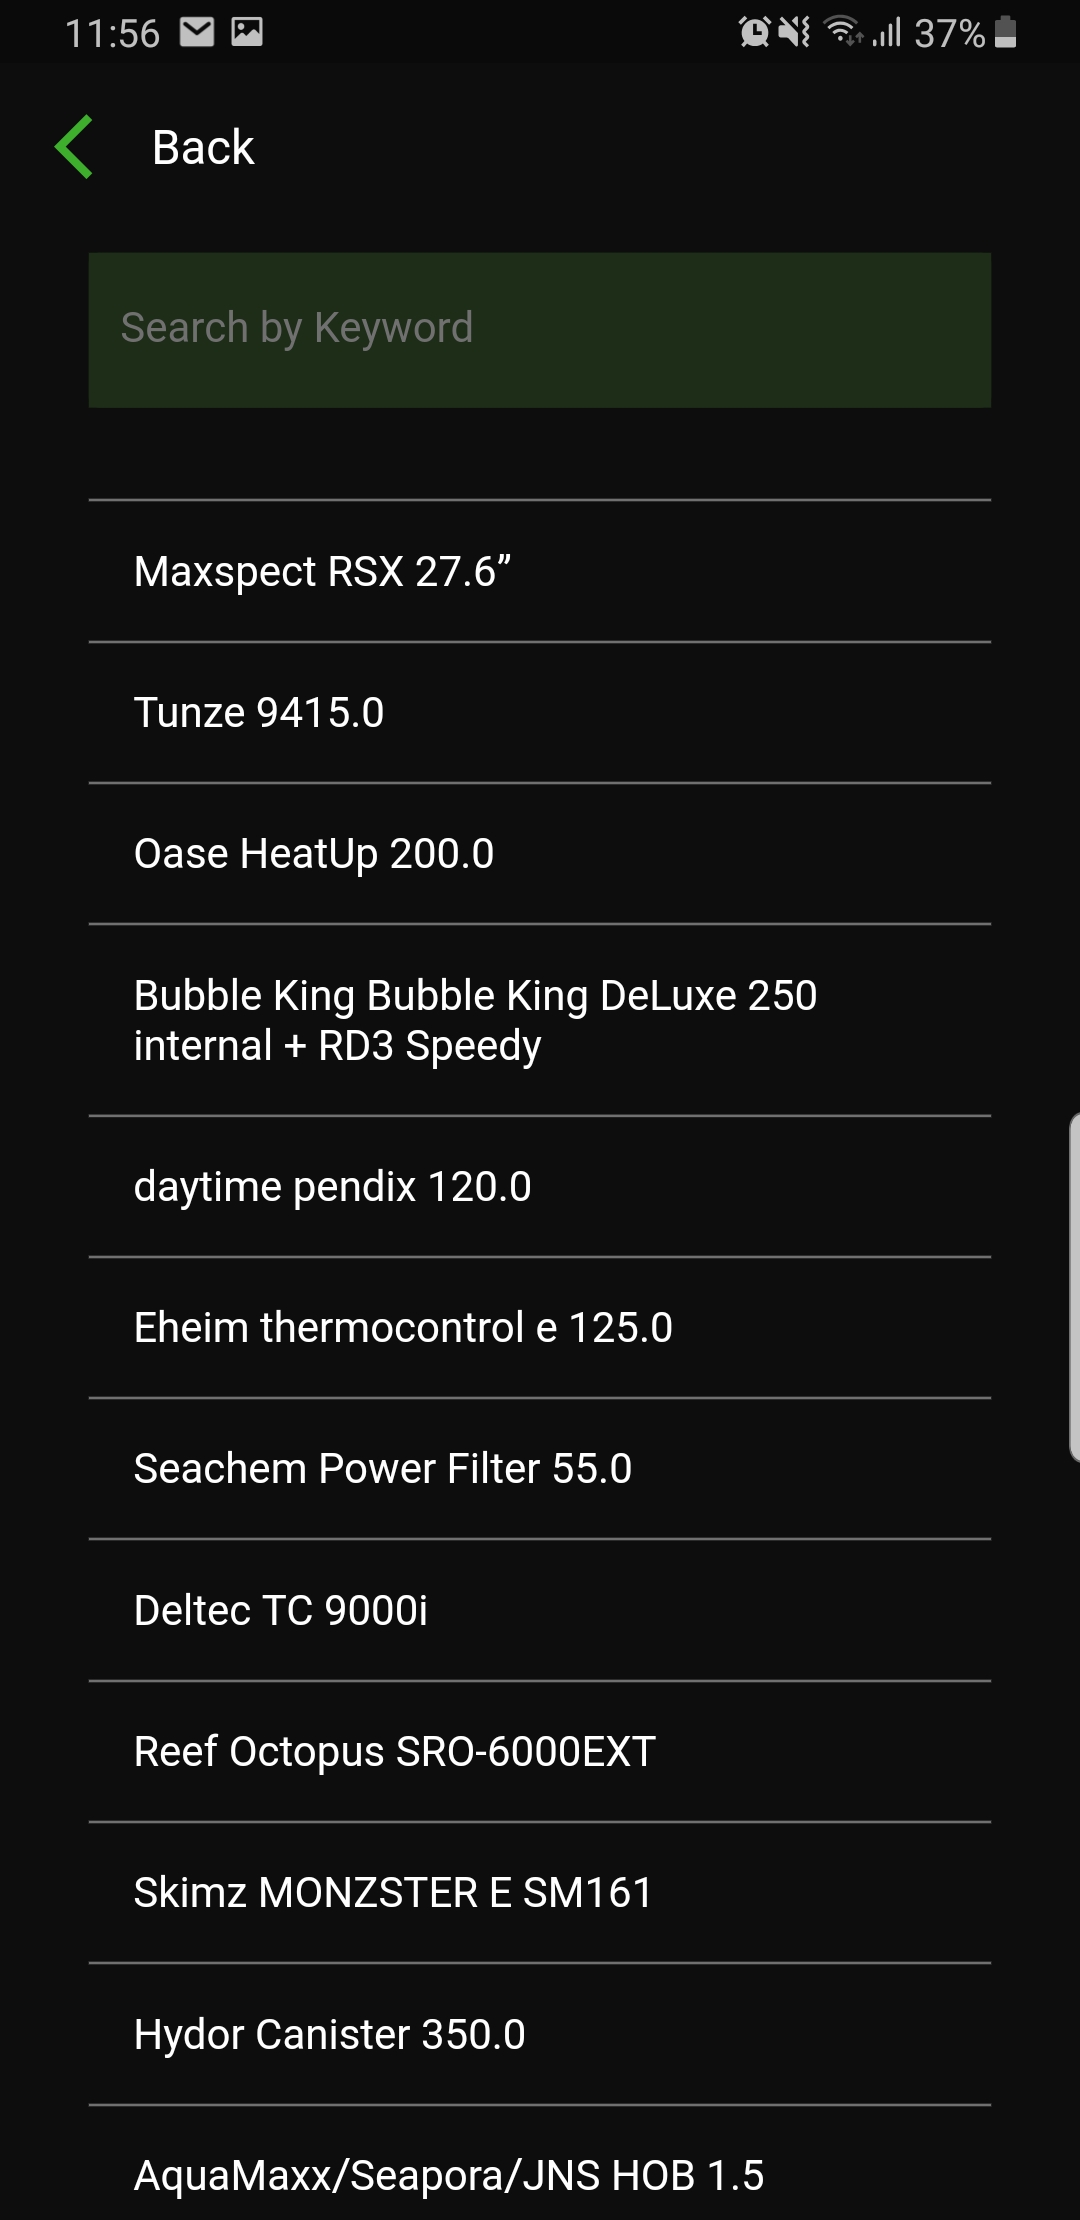 11:56
37%
Back
Search by Keyword
Maxspect RSX 27.6”
Tunze 9415.0
Oase HeatUp 200.0
Bubble King Bubble King DeLuxe 250
internal + RD3 Speedy
daytime pendix 120.0
Eheim thermocontrol e 125.0
Seachem Power Filter 55.0
Deltec TC 9000i
Reef Octopus SRO-6000EXT
Skimz MONZSTER E SM161
Hydor Canister 350.0
AquaMaxx/Seapora/JNS HOB 1.5